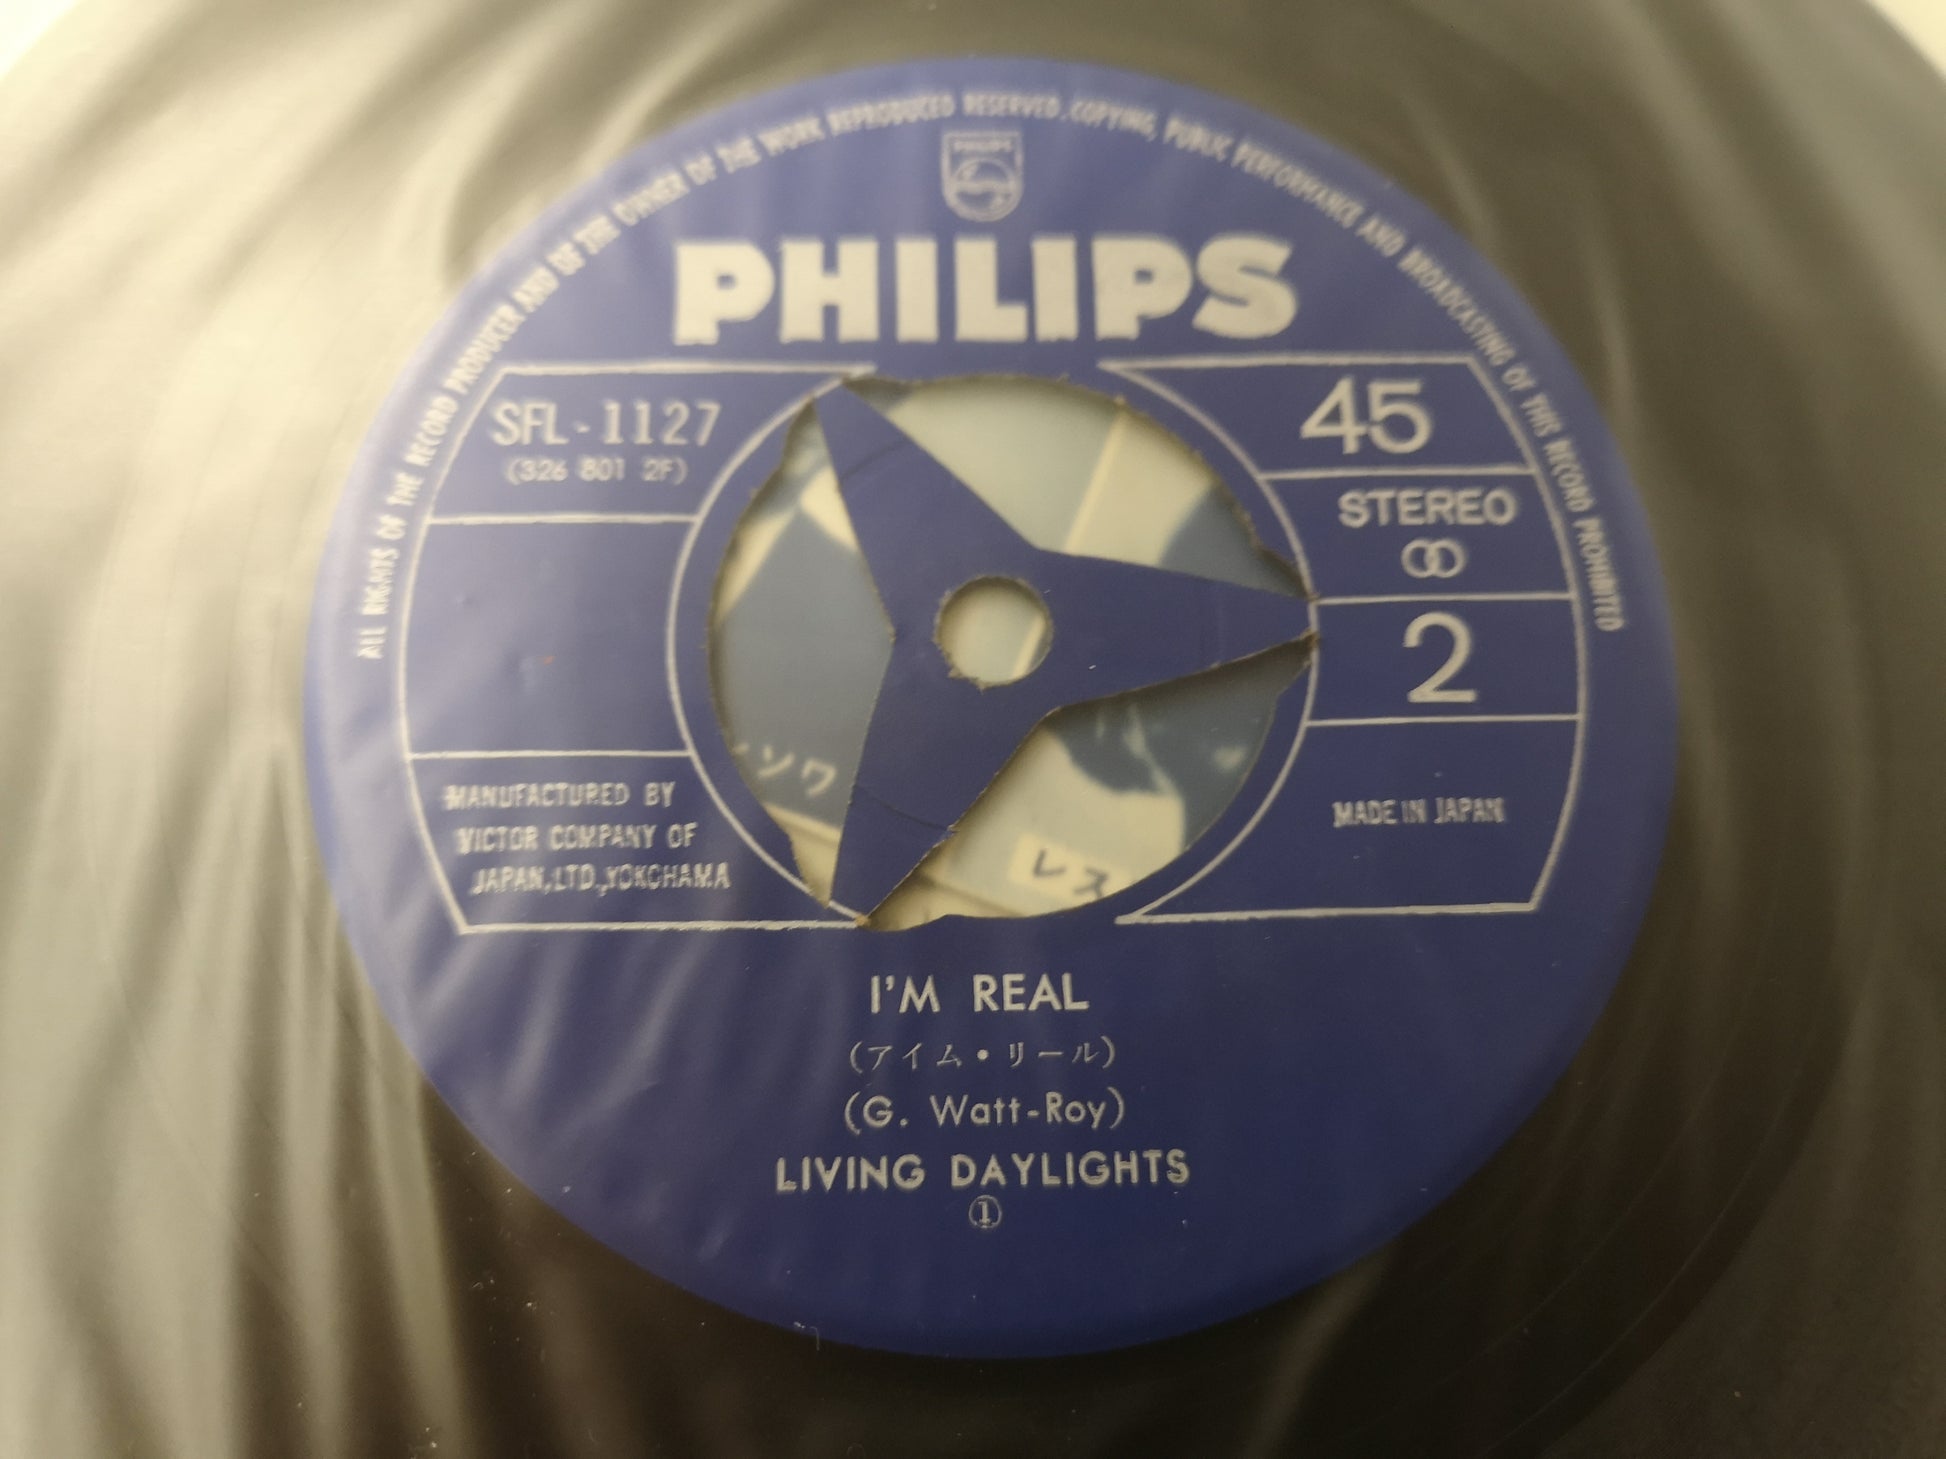 ALL RIGHTS OF THE RECORD PRODUCER AND OF THE OWNER OF THE WORK REPRODUCED RESERVED. COPYING, PUBLIC PERFORMANCE AND BROADCASTING OF THIS RECORD PROHIBITED
PHILIPS
PHILIPS
SFL-1127
(326 801 2F)
45
STEREO
2
MANUFACTURED BY
VICTOR COMPANY OF
JAPAN, LTD., YOKOHAMA
MADE IN JAPAN
ソワ
レス
I'M REAL
(アイム・リール)
(G. Watt-Roy)
LIVING DAYLIGHTS
①